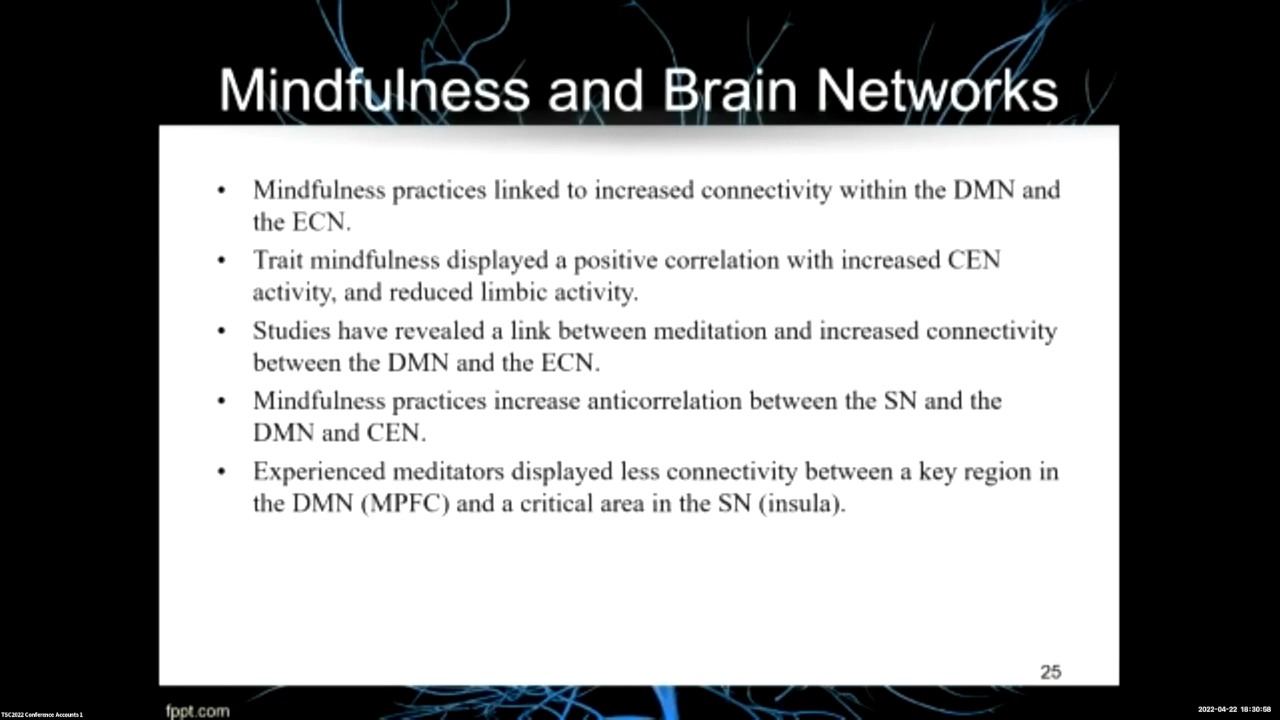 Mindfulness and Brain Networks
• Mindfulness practices linked to increased connectivity within the DMN and
the ECN.
• Trait mindfulness displayed a positive correlation with increased CEN
activity, and reduced limbic activity.
• Studies have revealed a link between meditation and increased connectivity
between the DMN and the ECN.
• Mindfulness practices increase anticorrelation between the SN and the
DMN and CEN.
• Experienced meditators displayed less connectivity between a key region in
the DMN (MPFC) and a critical area in the SN (insula).
25
fppt.com
TSC2022 Conference Accounts 1
2022-04-22 18:30:58